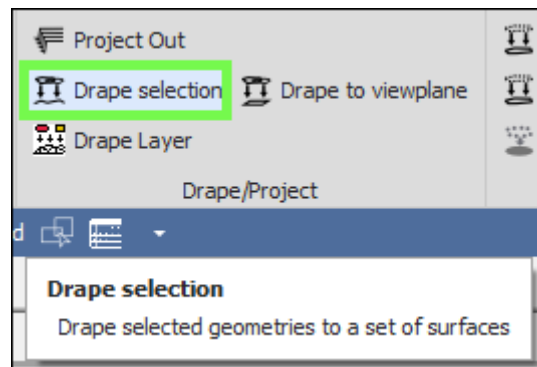 Project Out
Drape selection Drape to viewplane
Drape Layer
Drape/Project
d
Drape selection
Drape selected geometries to a set of surfaces